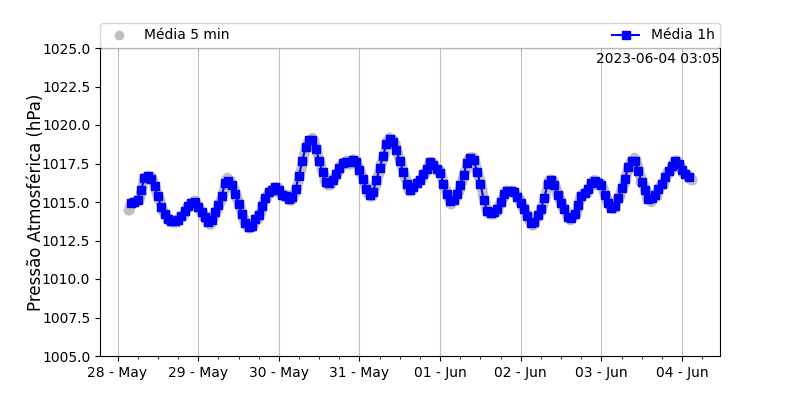 Média 5 min
Média 1h
2023-06-04 03:05
Pressão Atmosférica (hPa)
1025.0
1022.5
1020.0
1017.5
1015.0
1012.5
1010.0
1007.5
1005.0
28 - May
29 - May
30 - May
31 - May
01 - Jun
02 - Jun
03 - Jun
04 - Jun